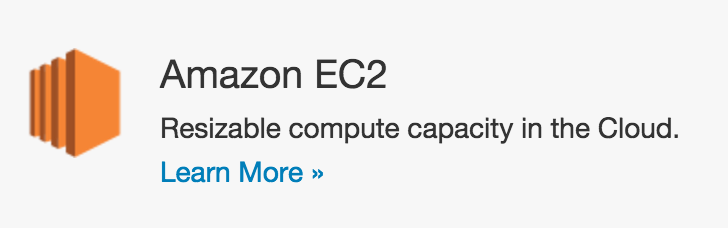 Amazon EC2
Resizable compute capacity in the Cloud.
Learn More »